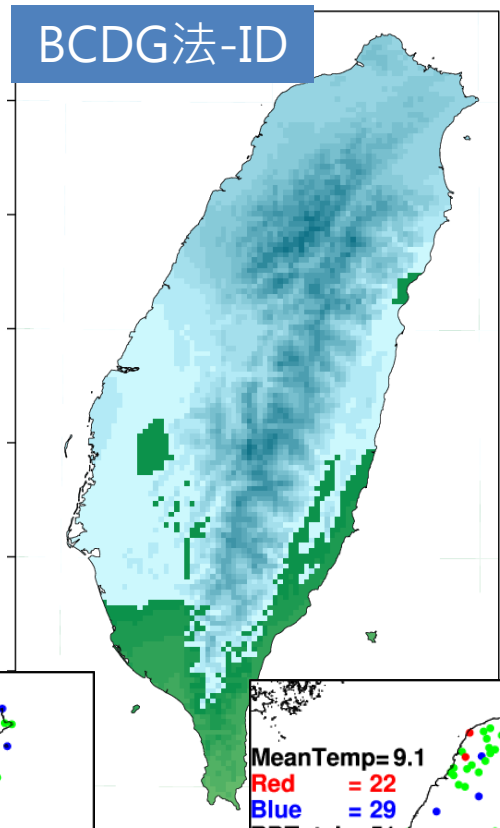 BCDG法-ID
MeanTemp= 9.1
Red = 22
Blue = 29